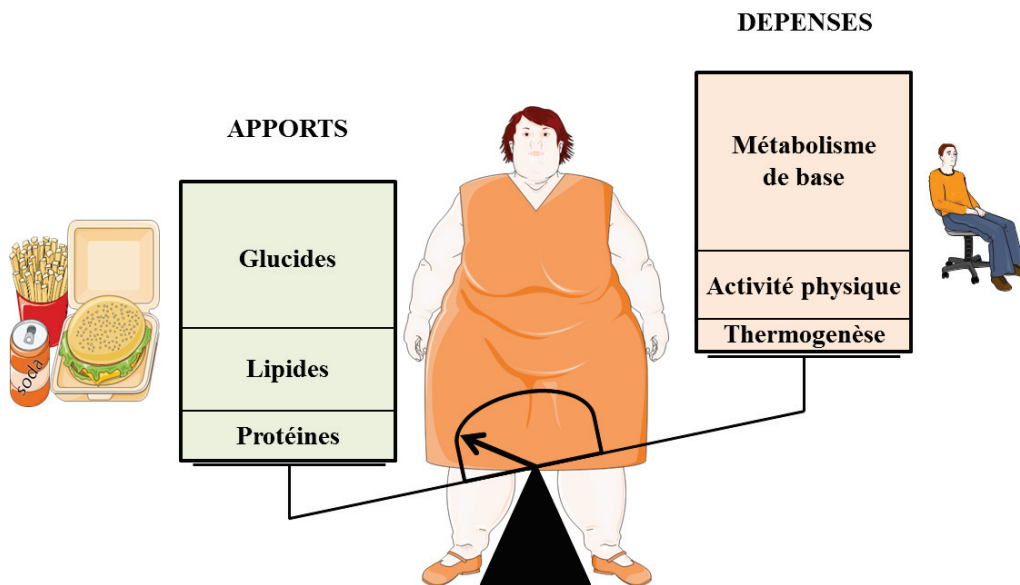 DEPENSES
APPORTS
Métabolisme
de base
Glucides
Activité physique
Thermogenèse
Lipides
soda
Protéines